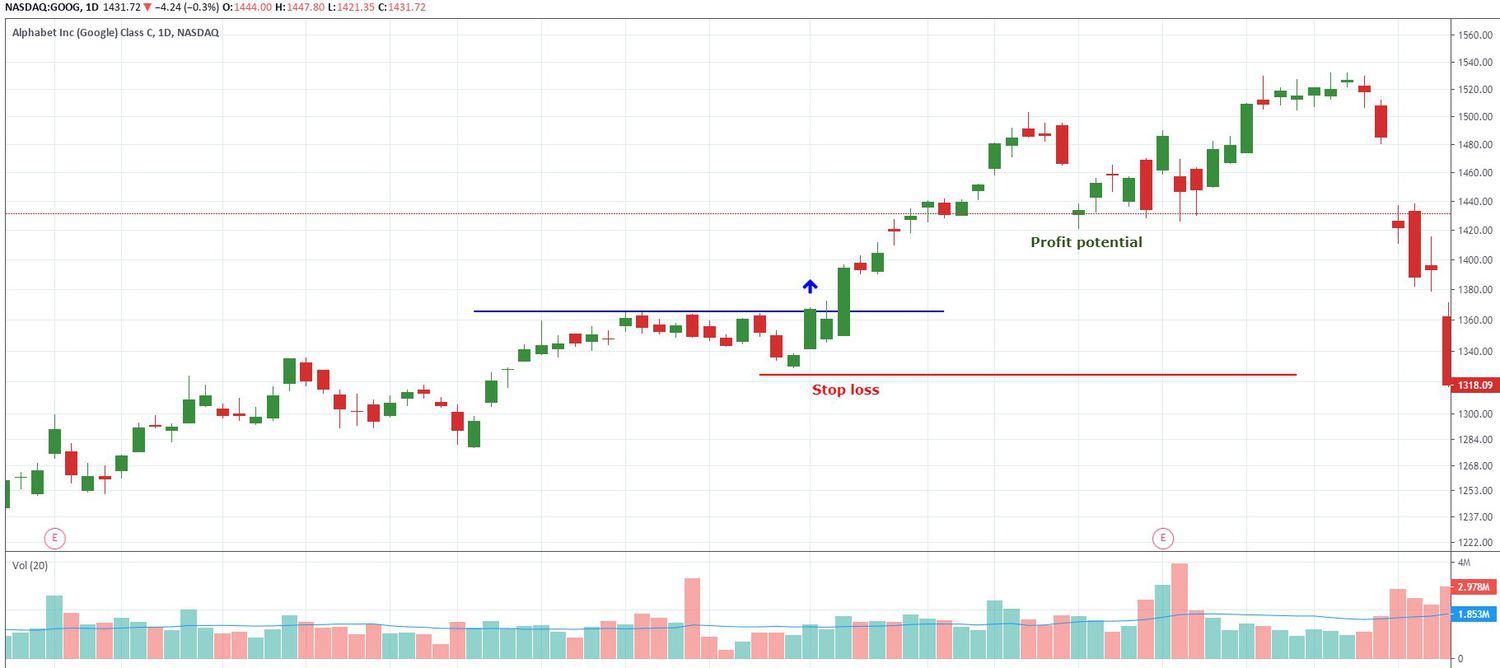 NASDAQ:GOOG, 1D 1431.72 ▼ −4.24 (−0.3%) O:1444.00 H:1447.80 L:1421.35 C:1431.72
Alphabet Inc (Google) Class C, 1D, NASDAQ
1560.00
1540.00
1520.00
1500.00
1480.00
1460.00
1440.00
1420.00
Profit potential
1400.00
1380.00
1360.00
1340.00
1318.09
Stop loss
1300.00
1284.00
1268.00
1253.00
1237.00
1222.00
E
E
Vol (20)
4M
2.978M
1.853M
0